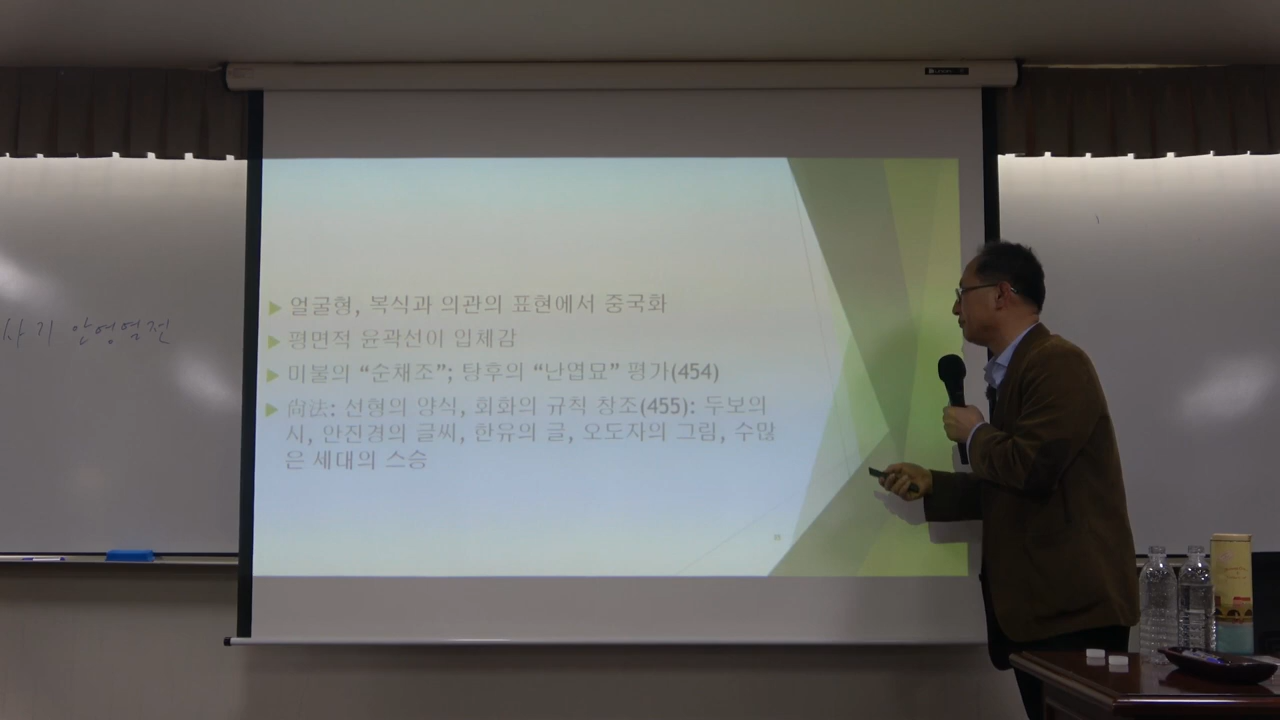 사기 안영열전
얼굴형, 복식과 의관의 표현에서 중국화
평면적 윤곽선이 입체감
미불의 “순채조”; 탕후의 “난엽묘” 평가(454)
尙法: 선형의 양식, 회화의 규칙 창조(455): 두보의
시, 안진경의 글씨, 한유의 글, 오도자의 그림, 수많
은 세대의 스승